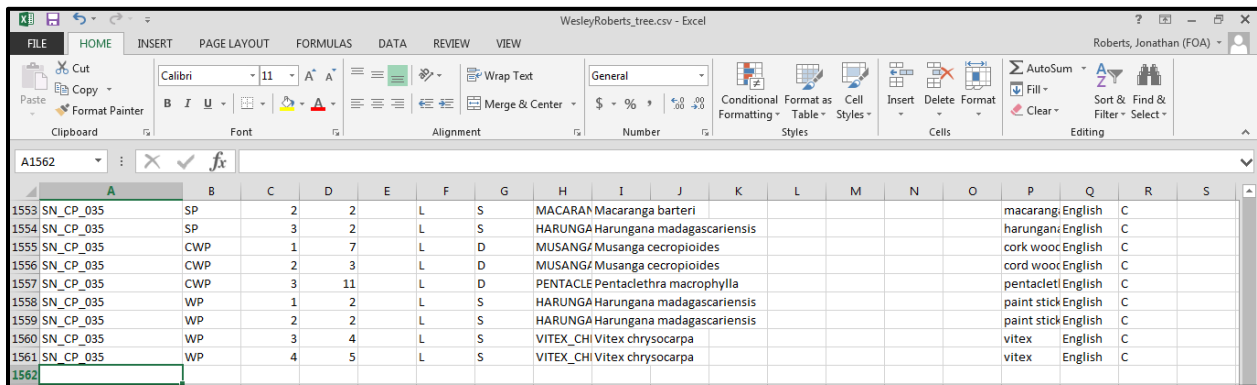 WesleyRoberts_tree.csv - Excel
FILE HOME INSERT PAGE LAYOUT FORMULAS DATA REVIEW VIEW Roberts, Jonathan (FOA)
Cut
Copy
Format Painter
Paste
Calibri 11
B I U
Wrap Text
Merge & Center
General
$ % ,
Conditional Formatting
Format as Table
Cell Styles
Insert Delete Format
AutoSum
Fill
Clear
Sort & Filter
Find & Select
Clipboard Font Alignment Number Styles Cells Editing
A1562 fx
A B C D E F G H I J K L M N O P Q R S
1553 SN_CP_035 SP 2 2 L S MACARAN Macaranga barteri macarang English C
1554 SN_CP_035 SP 3 2 L S HARUNGA Harungana madagascariensis harungana English C
1555 SN_CP_035 CWP 1 7 L D MUSANGA Musanga cecropioides cork wood English C
1556 SN_CP_035 CWP 2 3 L D MUSANGA Musanga cecropioides cord wood English C
1557 SN_CP_035 CWP 3 11 L D PENTACLE Pentaclethra macrophylla pentaclet English C
1558 SN_CP_035 WP 1 2 L S HARUNGA Harungana madagascariensis paint stick English C
1559 SN_CP_035 WP 2 2 L S HARUNGA Harungana madagascariensis paint stick English C
1560 SN_CP_035 WP 3 4 L S VITEX_CH Vitex chrysocarpa vitex English C
1561 SN_CP_035 WP 4 5 L S VITEX_CH Vitex chrysocarpa vitex English C
1562